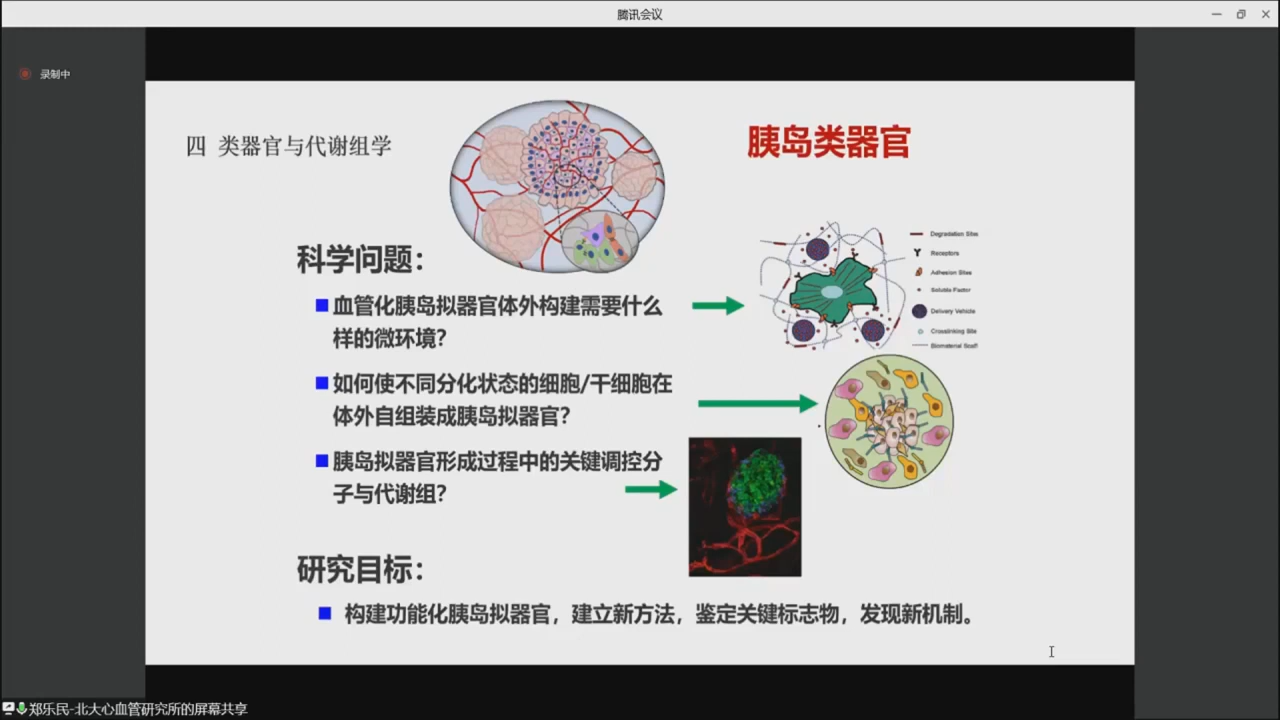 腾讯会议
录制中
四 类器官与代谢组学
胰岛类器官
科学问题：
血管化胰岛拟器官体外构建需要什么
样的微环境？
如何使不同分化状态的细胞/干细胞在
体外自组装成胰岛拟器官？
胰岛拟器官形成过程中的关键调控分
子与代谢组？
Degradation Sites
Receptors
Adhesion Sites
Soluble Factor
Delivery Vehicle
Crosslinking Site
Biomaterial Scaff
研究目标：
构建功能化胰岛拟器官，建立新方法，鉴定关键标志物，发现新机制。
郑乐民-北大心血管研究所的屏幕共享